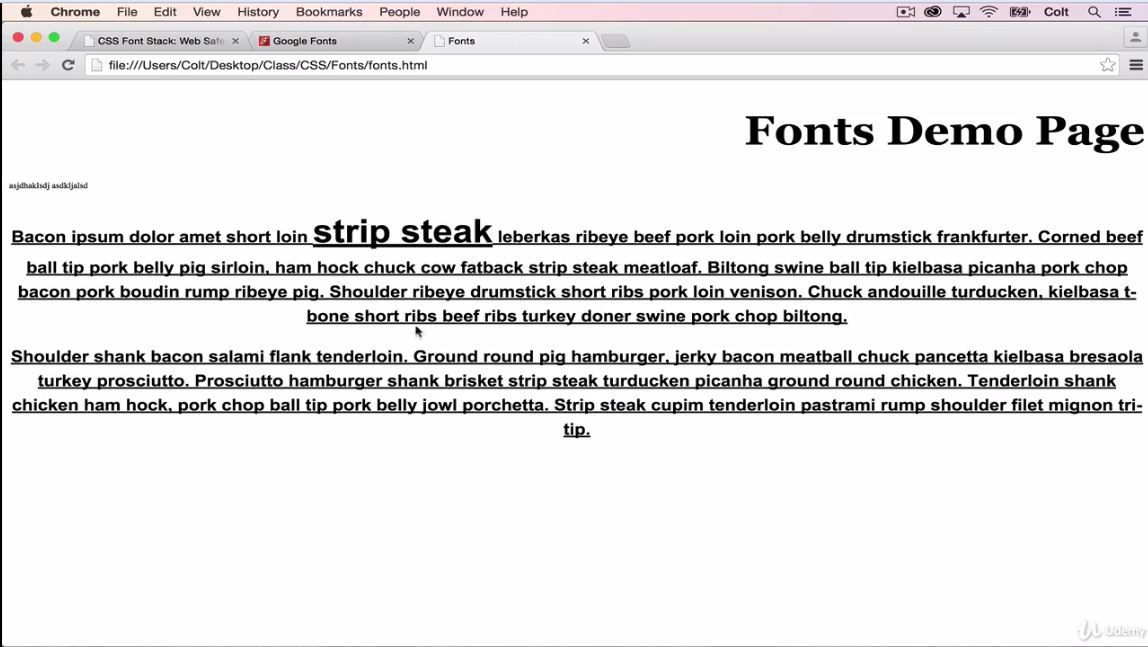 Chrome File Edit View History Bookmarks People Window Help Colt
CSS Font Stack: Web Safe Google Fonts Fonts
file:///Users/Colt/Desktop/Class/CSS/Fonts/fonts.html
Fonts Demo Page
asjdhaklsdj asdkljalsd
Bacon ipsum dolor amet short loin strip steak leberkas ribeye beef pork loin pork belly drumstick frankfurter. Corned beef
ball tip pork belly pig sirloin, ham hock chuck cow fatback strip steak meatloaf. Biltong swine ball tip kielbasa picanha pork chop
bacon pork boudin rump ribeye pig. Shoulder ribeye drumstick short ribs pork loin venison. Chuck andouille turducken, kielbasa t-
bone short ribs beef ribs turkey doner swine pork chop biltong.
Shoulder shank bacon salami flank tenderloin. Ground round pig hamburger, jerky bacon meatball chuck pancetta kielbasa bresaola
turkey prosciutto. Prosciutto hamburger shank brisket strip steak turducken picanha ground round chicken. Tenderloin shank
chicken ham hock, pork chop ball tip pork belly jowl porchetta. Strip steak cupim tenderloin pastrami rump shoulder filet mignon tri-
tip.
Udemy